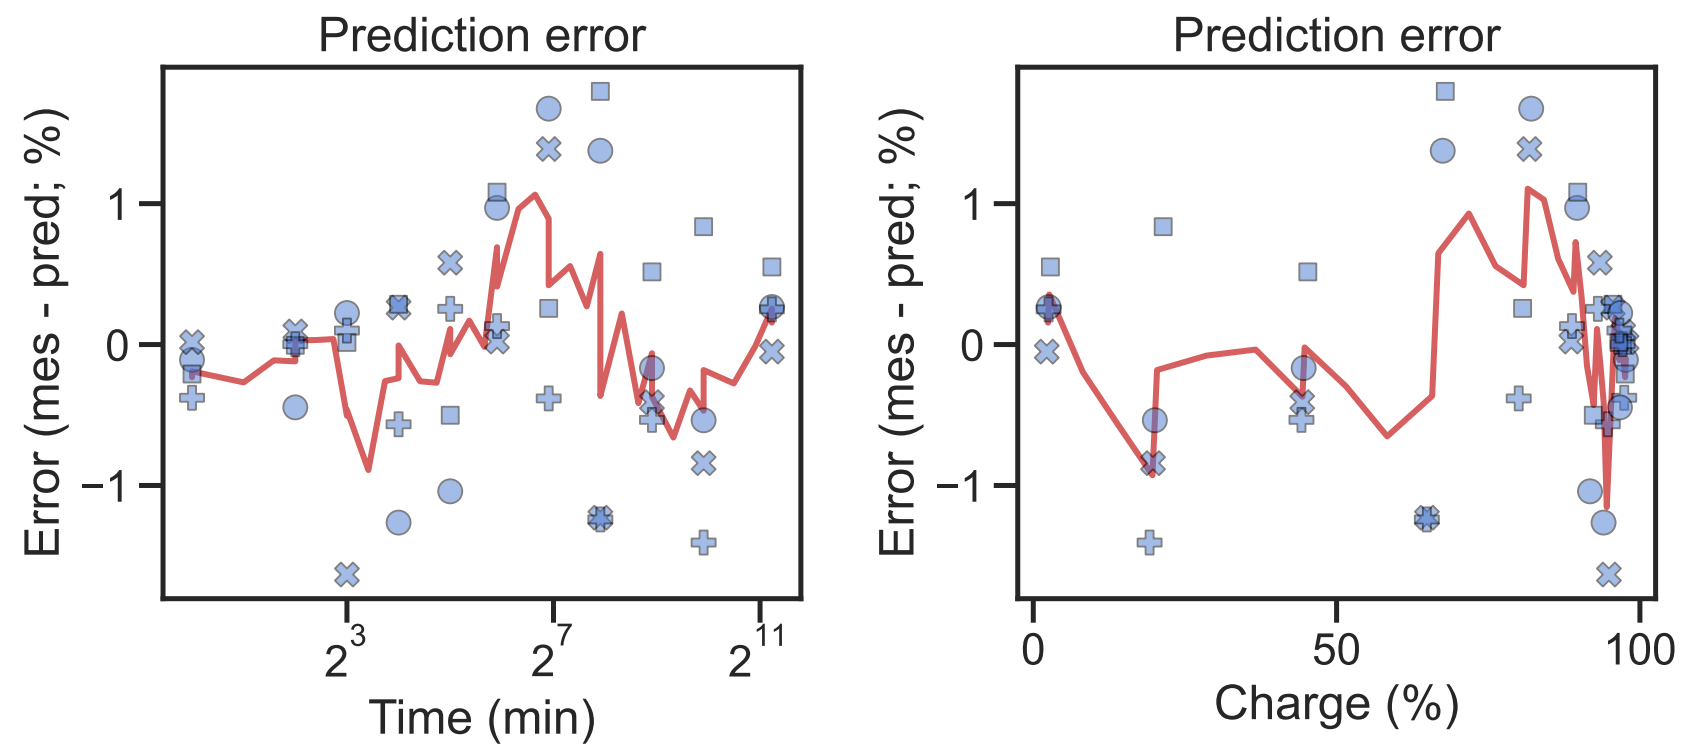 Prediction error
Error (mes - pred; %)
1
0
−1
2^3 2^7 2^11
Time (min)
Prediction error
Error (mes - pred; %)
1
0
−1
0 50 100
Charge (%)